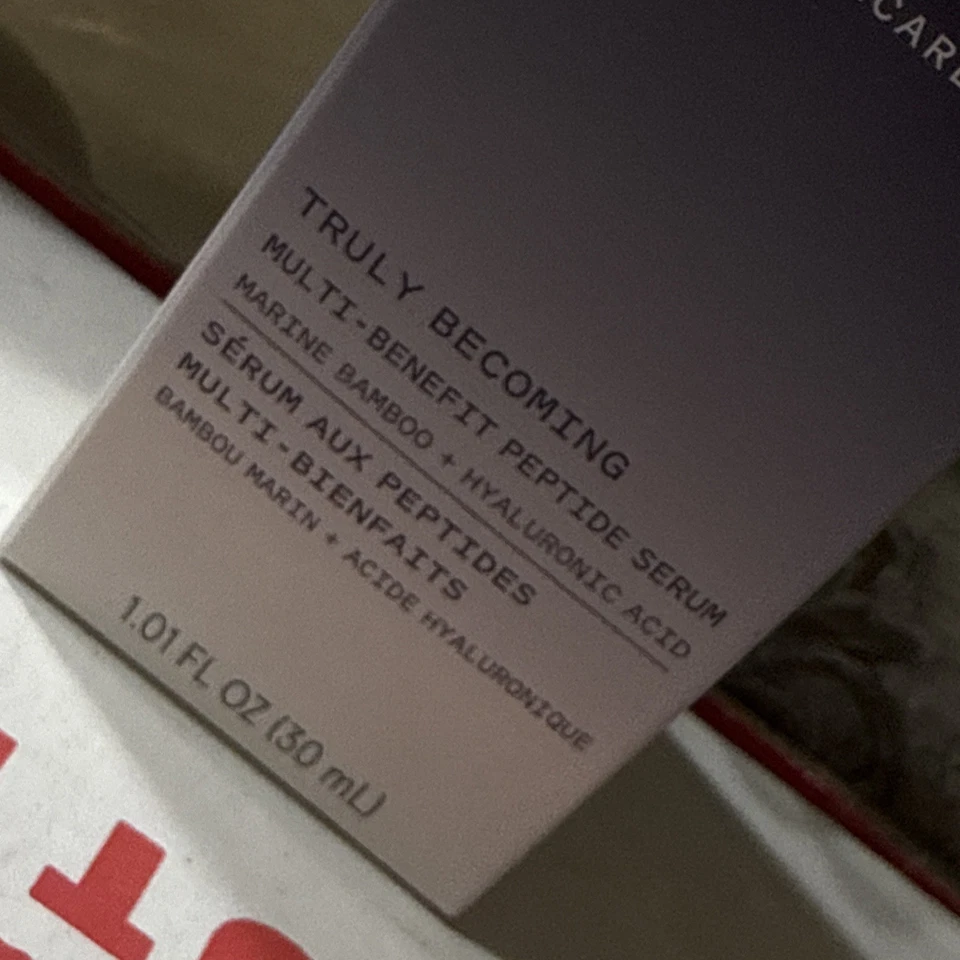 TRULY BECOMING
MULTI-BENEFIT PEPTIDE SERUM
MARINE BAMBOO + HYALURONIC ACID
SÉRUM AUX PEPTIDES
MULTI-BIENFAITS
BAMBOU MARIN + ACIDE HYALURONIQUE
1.01 FL OZ (30 mL)